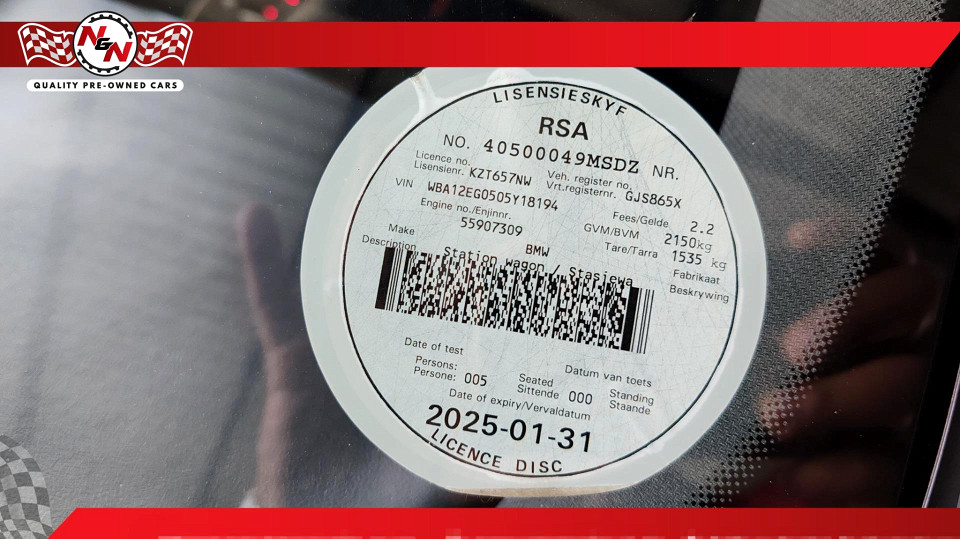 NGN
QUALITY PRE-OWNED CARS
LISENSIESKYF
RSA
NO. 40500049MSDZ NR.
Licence no. Veh. register no.
Lisensienr. KZT657NW Vrt.registernr. GJS865X
VIN WBA12EG0505Y18194 Fees/Gelde 2.2
Engine no./Enjinnr. GVM/BVM 2150kg
55907309 Tare/Tarra 1535 kg
Make BMW Fabrikaat
Description Station wagon / Stasiewa Beskrywing
Date of test Datum van toets
Persons: Seated Standing
Persone: 005 Sittende 000 Staande
Date of expiry/Vervaldatum
2025-01-31
LICENCE DISC